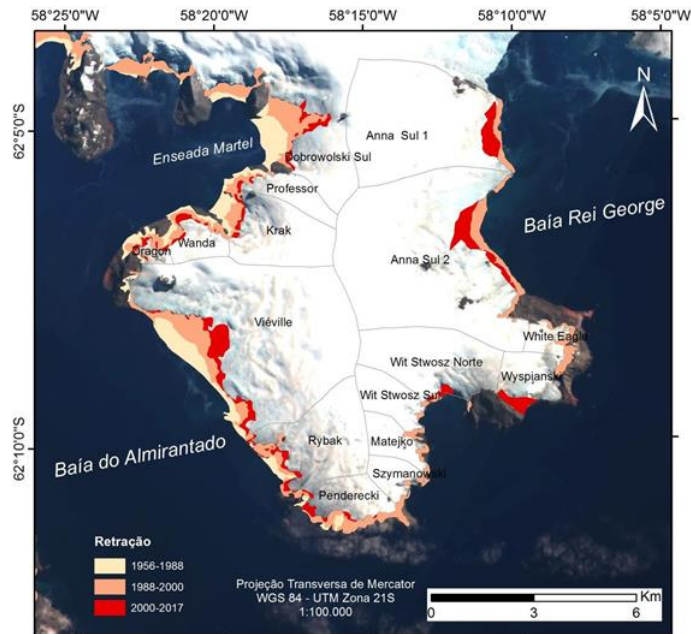 58°25'0"W 58°20'0"W 58°15'0"W 58°10'0"W 58°5'0"W
N
62°5'0"S
Anna Sul 1
Enseada Martel
Dobrowolski Sul
Professor
Baía Rei George
Krak
Wanda
Dragon
Anna Sul 2
Viéville
White Eagle
Wit Stwosz Norte
Wyspjanski
Wit Stwosz Sul
62°10'0"S
Baía do Almirantado
Rybak
Matejko
Szymanowski
Penderecki
Retração
1956-1988
1988-2000
2000-2017
Projeção Transversa de Mercator
WGS 84 - UTM Zona 21S
1:100.000
Km
0 3 6